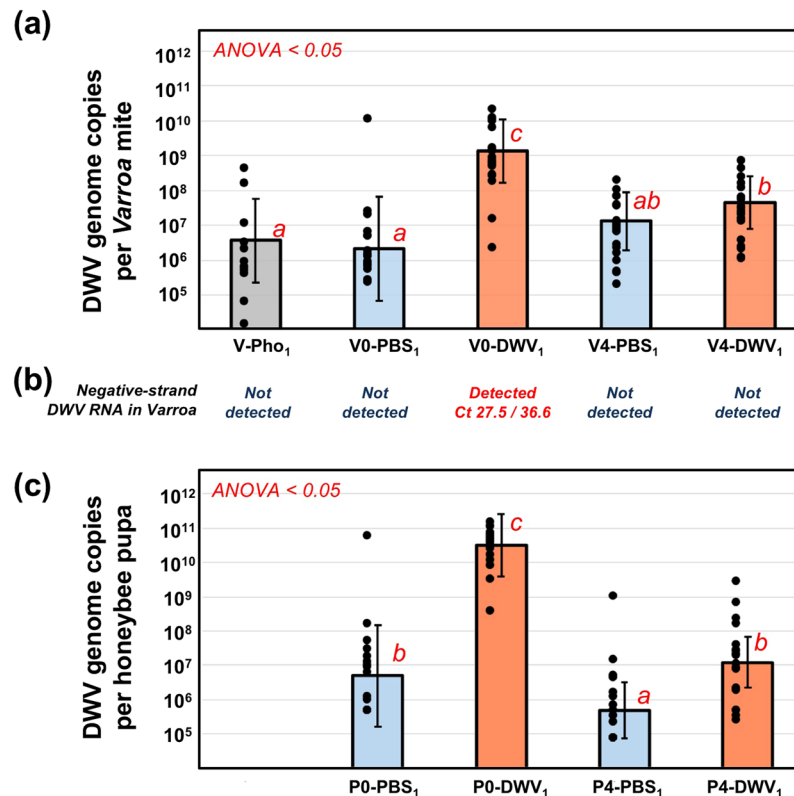 (a)
ANOVA < 0.05
DWV genome copies
per Varroa mite
10¹²
10¹¹
10¹⁰
10⁹
10⁸
10⁷
10⁶
10⁵
a
a
c
ab
b
V-Pho₁
V0-PBS₁
V0-DWV₁
V4-PBS₁
V4-DWV₁
(b)
Negative-strand
DWV RNA in Varroa
Not
detected
Not
detected
Detected
Ct 27.5 / 36.6
Not
detected
Not
detected
(c)
ANOVA < 0.05
DWV genome copies
per honeybee pupa
10¹²
10¹¹
10¹⁰
10⁹
10⁸
10⁷
10⁶
10⁵
b
c
a
b
P0-PBS₁
P0-DWV₁
P4-PBS₁
P4-DWV₁